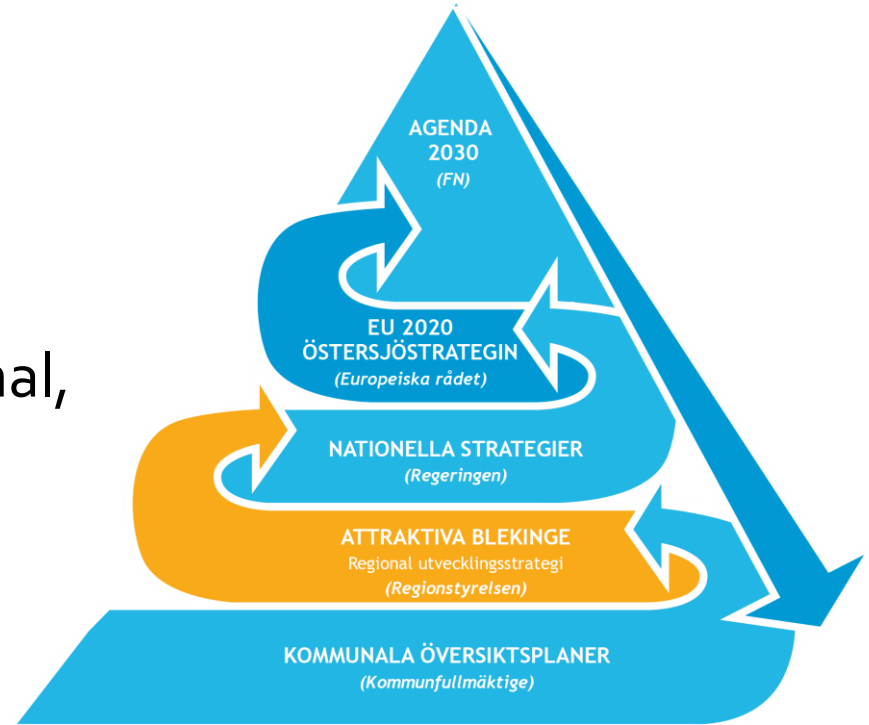 AGENDA
2030
(FN)
EU 2020
ÖSTERSJÖSTRATEGIN
(Europeiska rådet)
NATIONELLA STRATEGIER
(Regeringen)
ATTRAKTIVA BLEKINGE
Regional utvecklingsstrategi
(Regionstyrelsen)
KOMMUNALA ÖVERSIKTSPLANER
(Kommunfullmäktige)